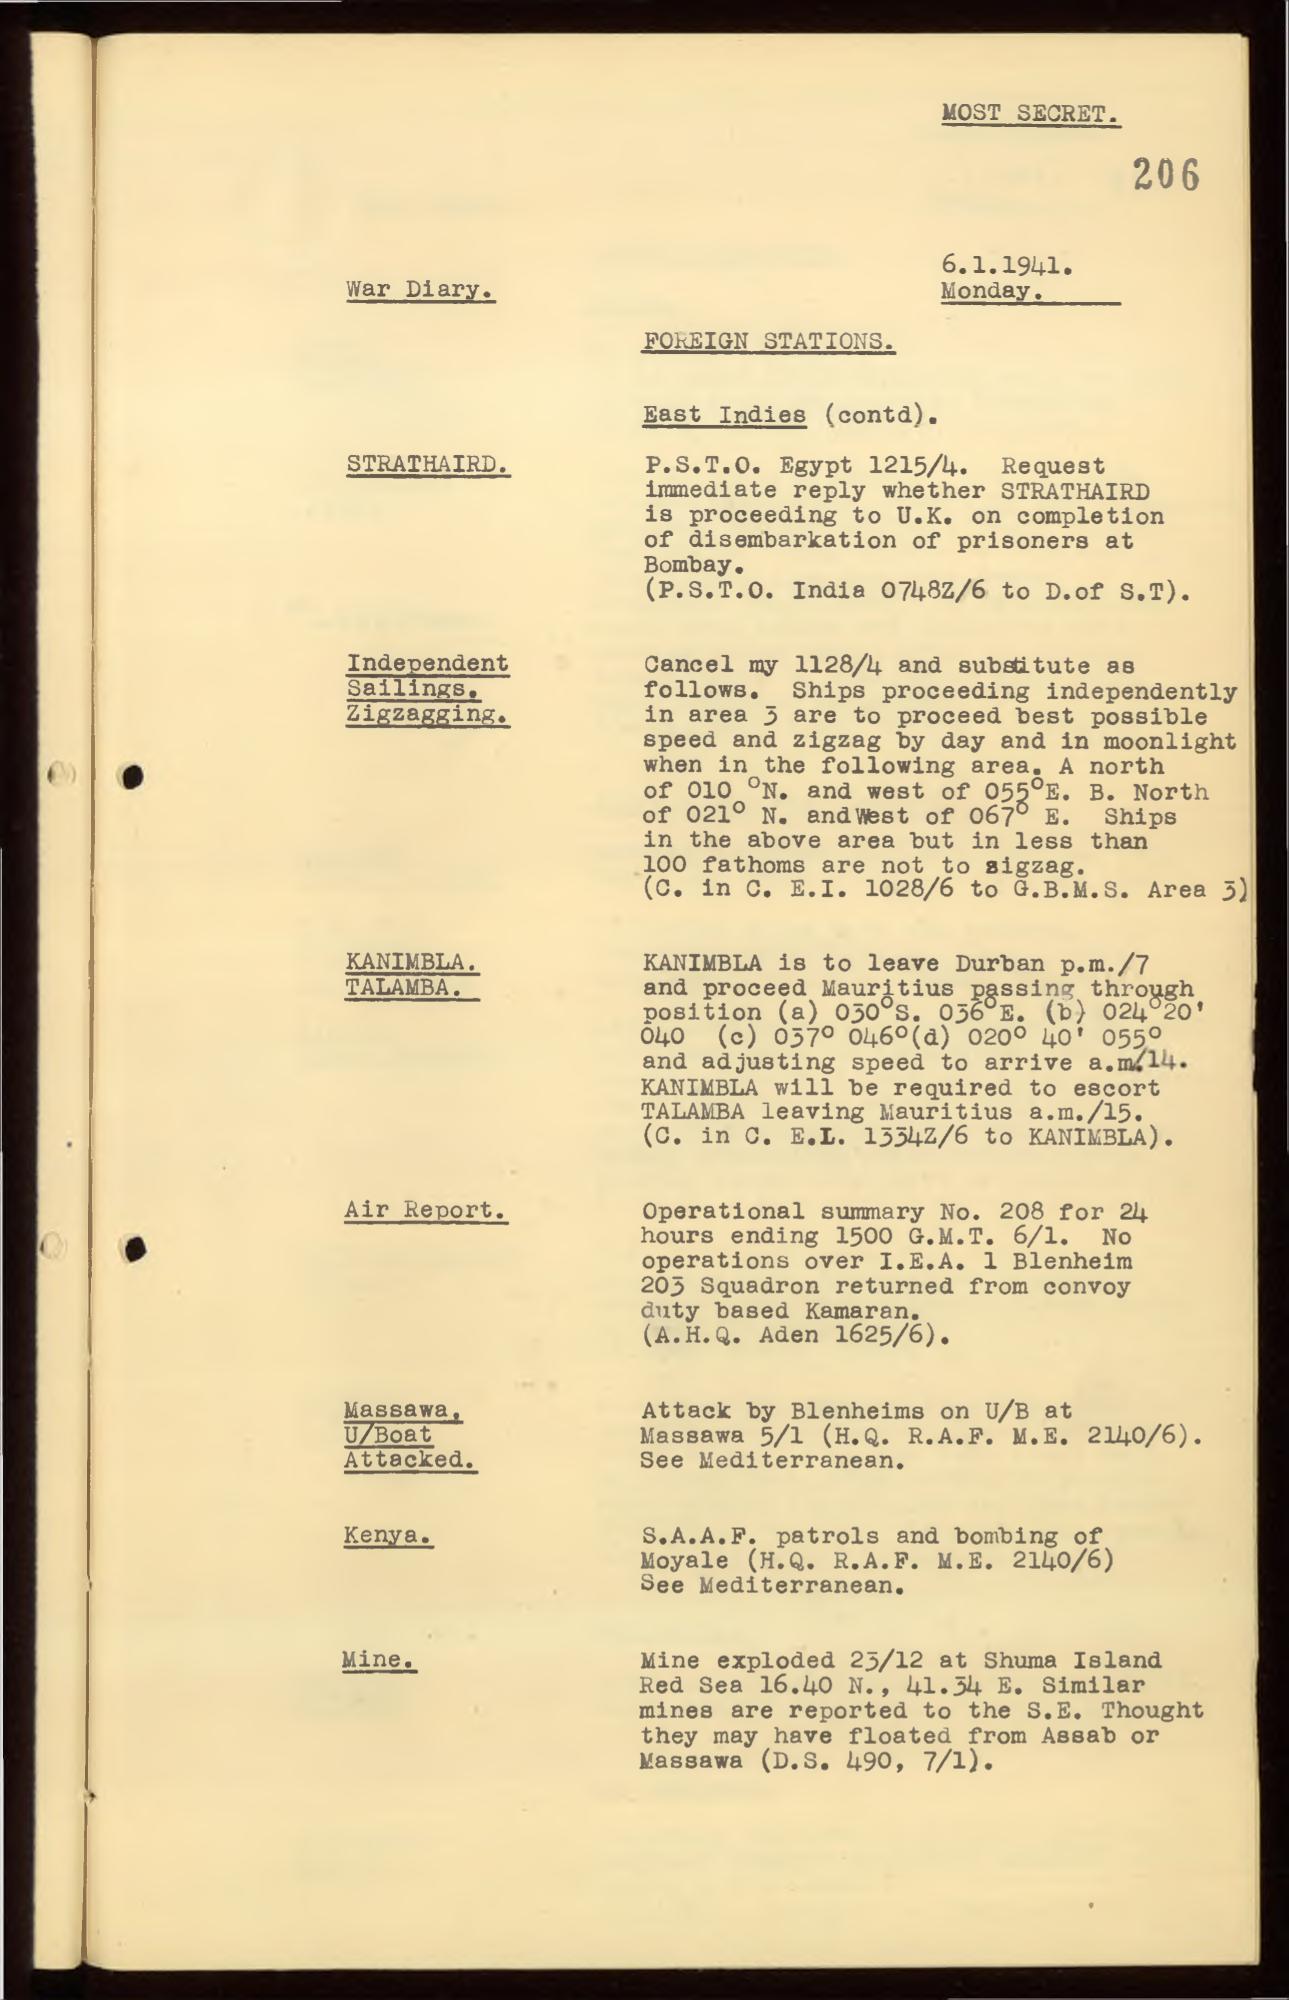 MOST SECRET.
206
6.1.1941.
War Diary.
Monday.
FOREIGN STATIONS.
East Indies (contd).
STRATHAIRD.
P.S.T.O. Egypt 1215/4. Request
immediate reply whether STRATHAIRD
is proceeding to U.K. on completion
of disembarkation of prisoners at
Bombay.
(P.S.T.O. India 0748Z/6 to D.of S.T).
Independent
Sailings.
Zigzagging.
Cancel my 1128/4 and substitute as
follows. Ships proceeding independently
in area 3 are to proceed best possible
speed and zigzag by day and in moonlight
when in the following area. A north
of 010 °N. and west of 055°E. B. North
of 021° N. and West of 067° E. Ships
in the above area but in less than
100 fathoms are not to zigzag.
(C. in C. E.I. 1028/6 to G.B.M.S. Area 3)
KANIMBLA.
TALAMBA.
KANIMBLA is to leave Durban p.m./7
and proceed Mauritius passing through
position (a) 030°S. 036°E. (b) 024°20'
040 (c) 037° 046°(d) 020° 40' 055°
and adjusting speed to arrive a.m/14.
KANIMBLA will be required to escort
TALAMBA leaving Mauritius a.m./15.
(C. in C. E.L. 1334Z/6 to KANIMBLA).
Air Report.
Operational summary No. 208 for 24
hours ending 1500 G.M.T. 6/1. No
operations over I.E.A. 1 Blenheim
203 Squadron returned from convoy
duty based Kamaran.
(A.H.Q. Aden 1625/6).
Massawa,
U/Boat
Attacked.
Attack by Blenheims on U/B at
Massawa 5/1 (H.Q. R.A.F. M.E. 2140/6).
See Mediterranean.
Kenya.
S.A.A.F. patrols and bombing of
Moyale (H.Q. R.A.F. M.E. 2140/6)
See Mediterranean.
Mine.
Mine exploded 23/12 at Shuma Island
Red Sea 16.40 N., 41.34 E. Similar
mines are reported to the S.E. Thought
they may have floated from Assab or
Massawa (D.S. 490, 7/1).